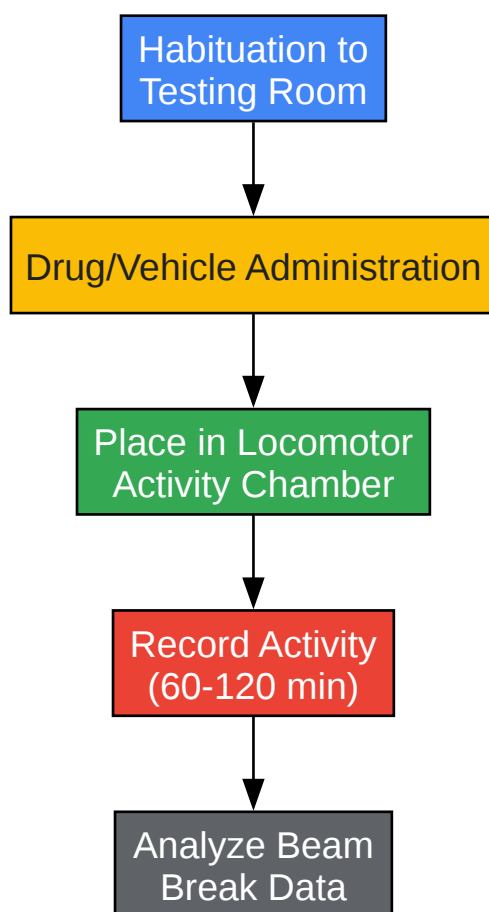 Habituation to
Testing Room
Drug/Vehicle Administration
Place in Locomotor
Activity Chamber
Record Activity
(60-120 min)
Analyze Beam
Break Data